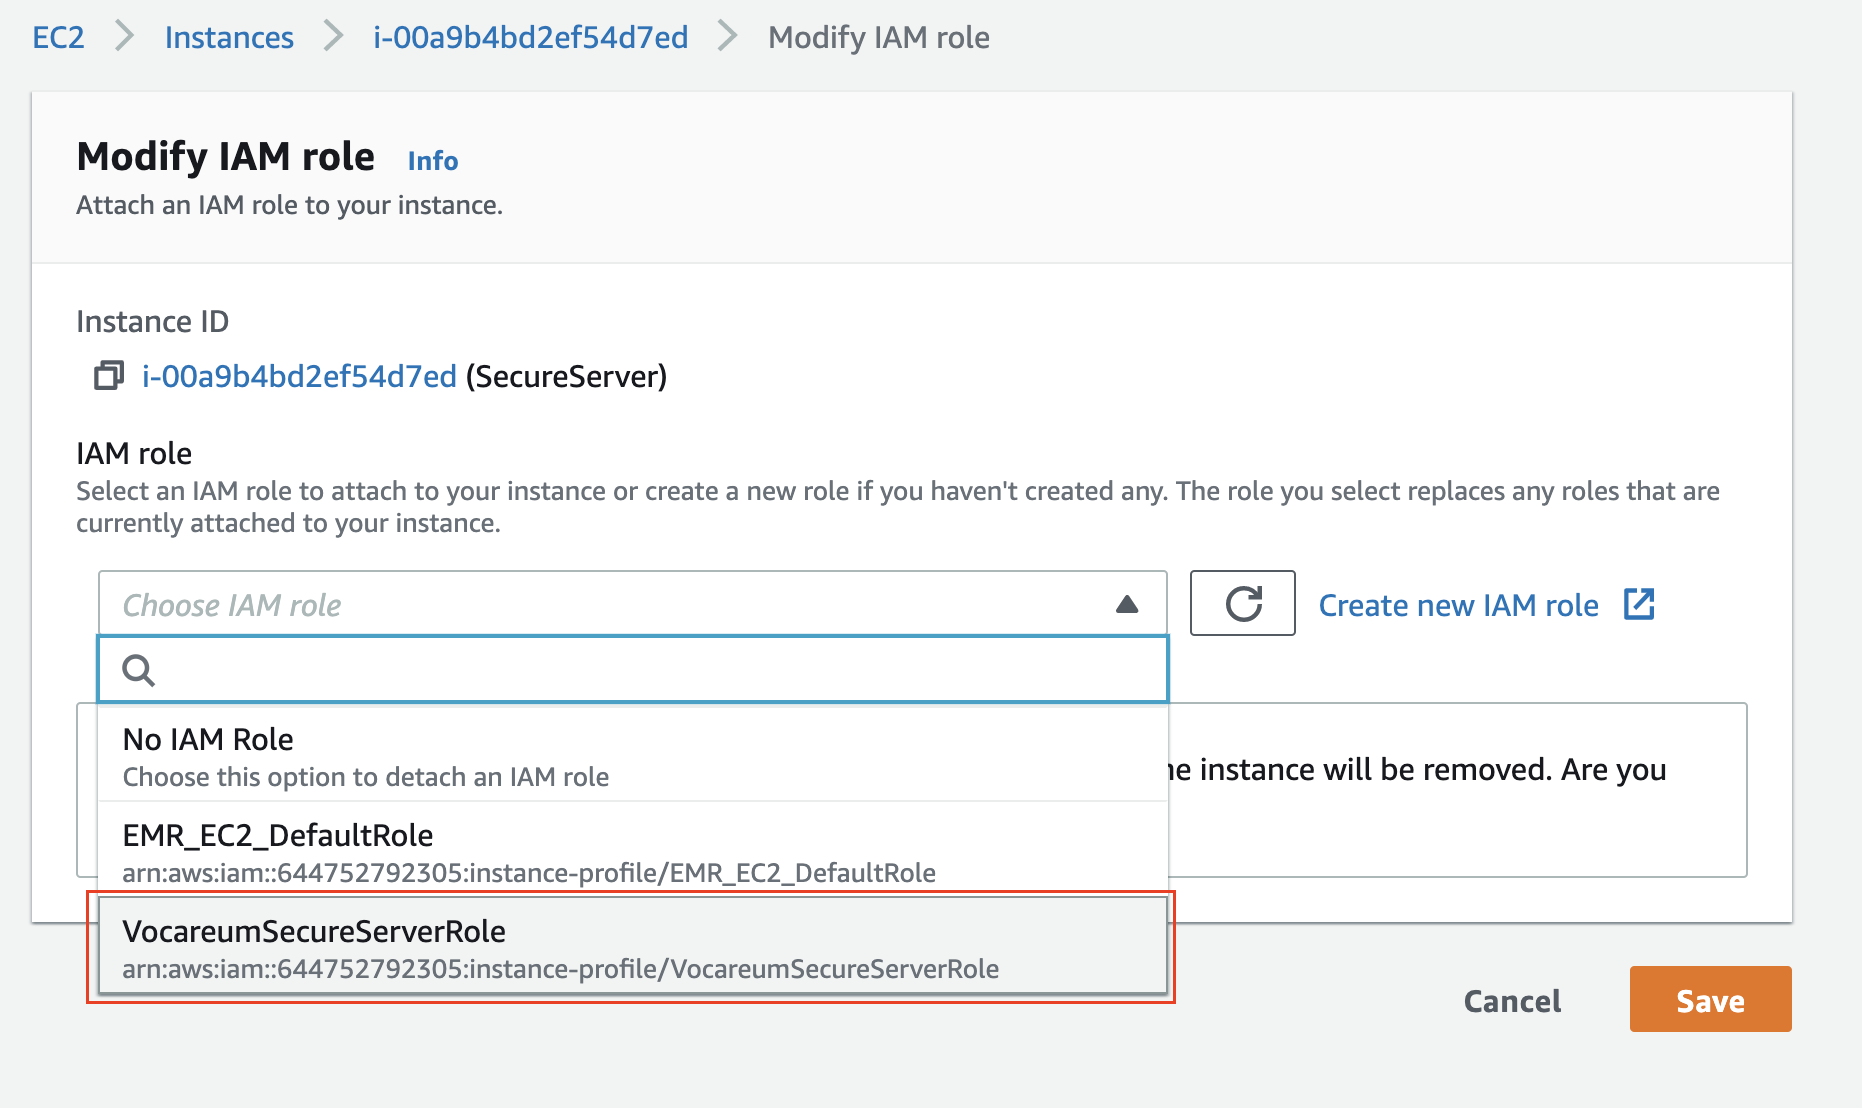 EC2 > Instances > i-00a9b4bd2ef54d7ed > Modify IAM role
Modify IAM role Info
Attach an IAM role to your instance.
Instance ID
i-00a9b4bd2ef54d7ed (SecureServer)
IAM role
Select an IAM role to attach to your instance or create a new role if you haven't created any. The role you select replaces any roles that are
currently attached to your instance.
Choose IAM role
Create new IAM role
No IAM Role
Choose this option to detach an IAM role
instance will be removed. Are you
EMR_EC2_DefaultRole
arn:aws:iam::644752792305:instance-profile/EMR_EC2_DefaultRole
VocareumSecureServerRole
arn:aws:iam::644752792305:instance-profile/VocareumSecureServerRole
Cancel
Save